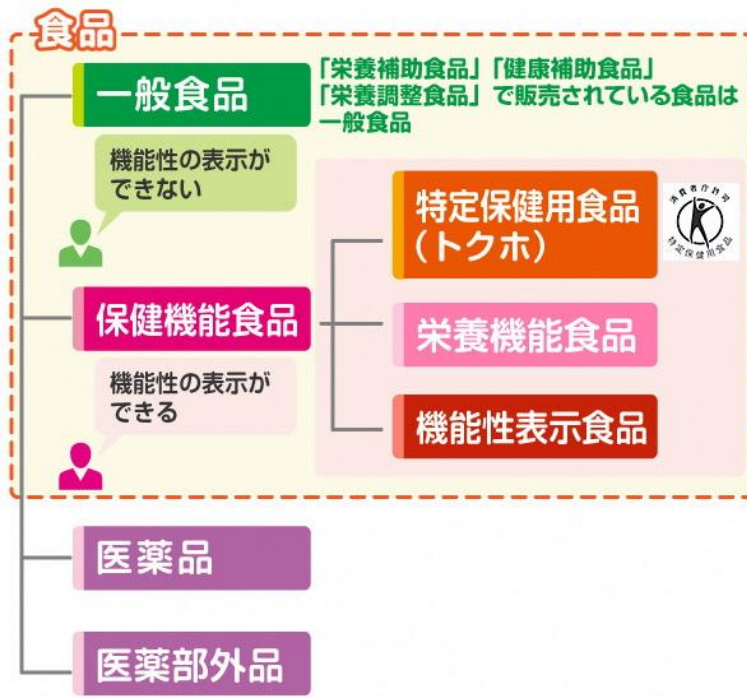 食品
一般食品
「栄養補助食品」「健康補助食品」
「栄養調整食品」で販売されている食品は
一般食品
機能性の表示が
できない
特定保健用食品
（トクホ）
消費者庁許可
特定保健用食品
保健機能食品
栄養機能食品
機能性の表示が
できる
機能性表示食品
医薬品
医薬部外品